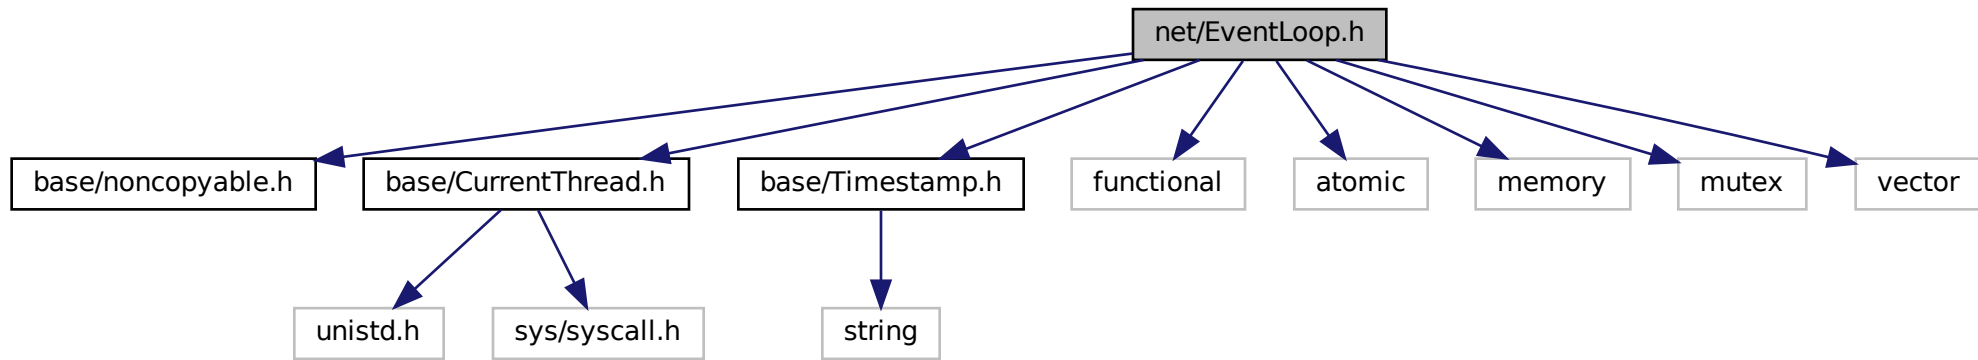 net/EventLoop.h
base/noncopyable.h
base/CurrentThread.h
base/Timestamp.h
functional
atomic
memory
mutex
vector
unistd.h
sys/syscall.h
string